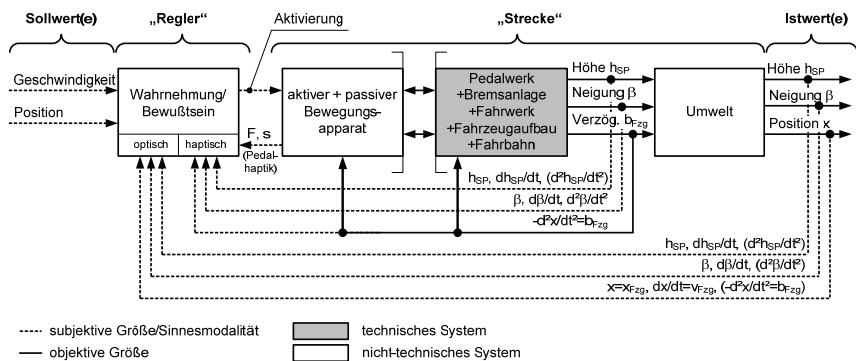 Sollwert(e)
„Regler“
Aktivierung
„Strecke“
Istwert(e)
Geschwindigkeit
Position
Wahrnehmung/
Bewußtsein
optisch
haptisch
F, s
(Pedal-
haptik)
aktiver + passiver
Bewegungs-
apparat
Pedalwerk
+Bremsanlage
+Fahrwerk
+Fahrzeugaufbau
+Fahrbahn
Höhe hSP
Neigung β
Verzög. bFzg
Umwelt
Höhe hSP
Neigung β
Position x
hSP, dhSP/dt, (d²hSP/dt²)
β, dβ/dt, d²β/dt²
-d²x/dt²=bFzg
hSP, dhSP/dt, (d²hSP/dt²)
β, dβ/dt, (d²β/dt²)
x=xFzg, dx/dt=vFzg, (-d²x/dt²=bFzg)
subjektive Größe/Sinnesmodalität
objektive Größe
technisches System
nicht-technisches System